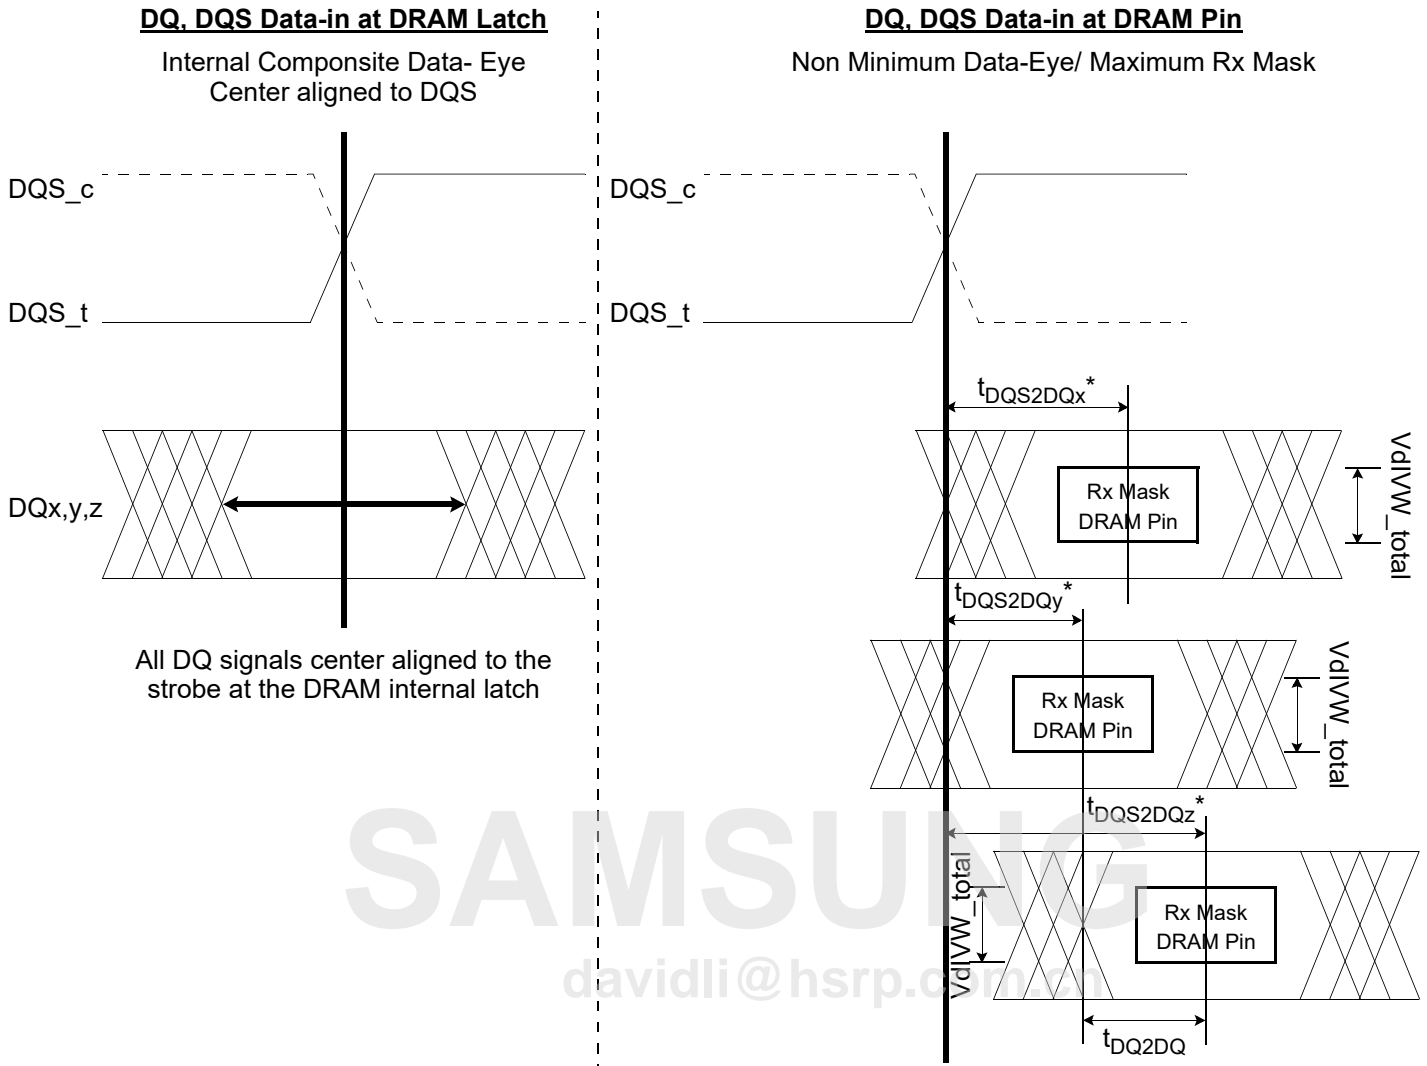 DQ, DQS Data-in at DRAM Latch
Internal Componsite Data- Eye
Center aligned to DQS
DQS_c
DQS_t
DQx,y,z
All DQ signals center aligned to the
strobe at the DRAM internal latch
DQ, DQS Data-in at DRAM Pin
Non Minimum Data-Eye/ Maximum Rx Mask
DQS_c
DQS_t
tDQS2DQx*
Rx Mask
DRAM Pin
VdIVW_total
tDQS2DQy*
Rx Mask
DRAM Pin
VdIVW_total
tDQS2DQz*
VdIVW_total
Rx Mask
DRAM Pin
tDQ2DQ
SAMSUNG
davidli@hsrp.com.cn